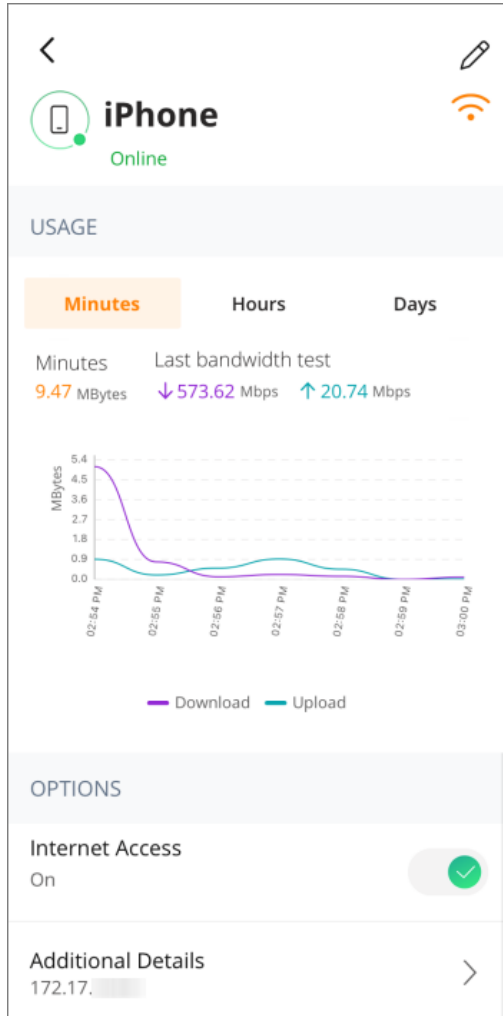 iPhone
Online
USAGE
Minutes Hours Days
Minutes Last bandwidth test
9.47 MBytes ↓573.62 Mbps ↑20.74 Mbps
MBytes
5.4
4.5
3.6
2.7
1.8
0.9
0.0
02:54 PM 02:55 PM 02:56 PM 02:57 PM 02:58 PM 02:59 PM 03:00 PM
Download Upload
OPTIONS
Internet Access
On
Additional Details
172.17.